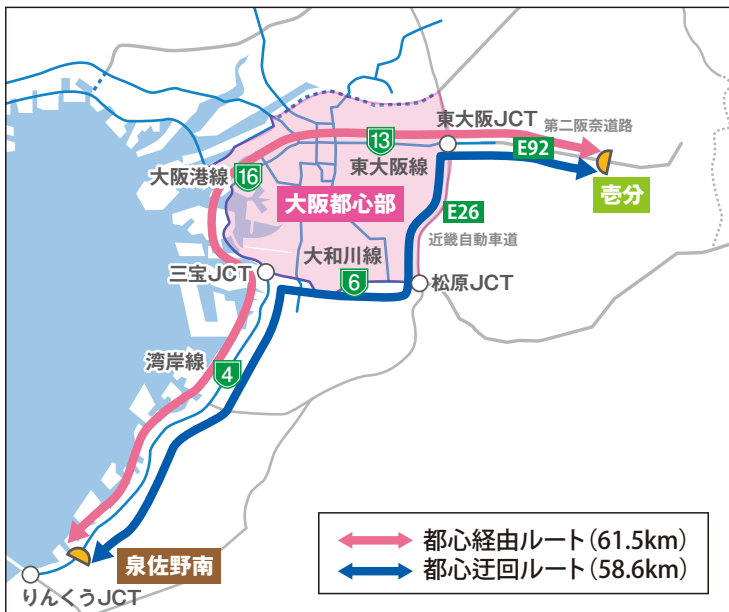 東大阪JCT
第二阪奈道路
13
E92
大阪港線
16
東大阪線
壱分
大阪都心部
E26
近畿自動車道
大和川線
三宝JCT
6
松原JCT
湾岸線
4
都心経由ルート(61.5km)
都心迂回ルート(58.6km)
泉佐野南
りんくうJCT